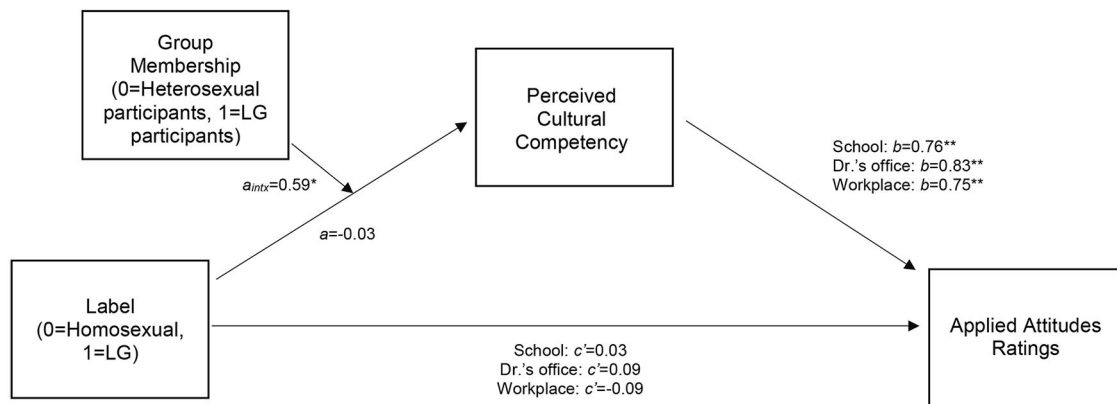 Group
Membership
(0=Heterosexual
participants, 1=LG
participants)
Perceived
Cultural
Competency
School: b=0.76**
Dr.'s office: b=0.83**
Workplace: b=0.75**
aintx=0.59*
a=-0.03
Label
(0=Homosexual,
1=LG)
Applied Attitudes
Ratings
School: c'=0.03
Dr.'s office: c'=0.09
Workplace: c'=-0.09